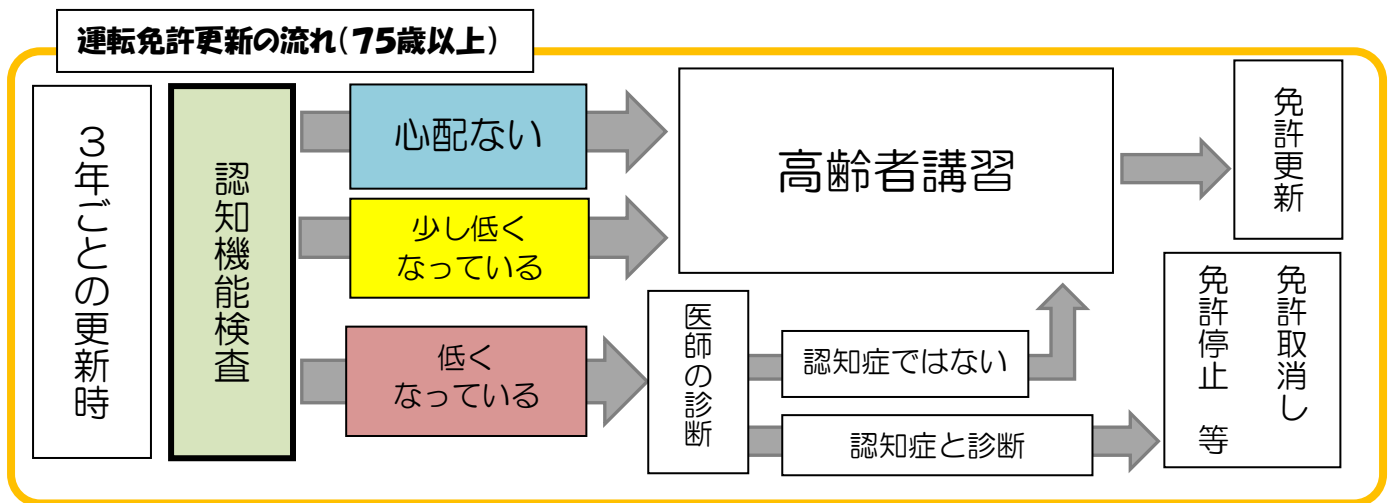 運転免許更新の流れ（75歳以上）
３年ごとの更新時
認知機能検査
心配ない
少し低く
なっている
低く
なっている
医師の診断
認知症ではない
認知症と診断
高齢者講習
免許更新
免許取消し
免許停止　等